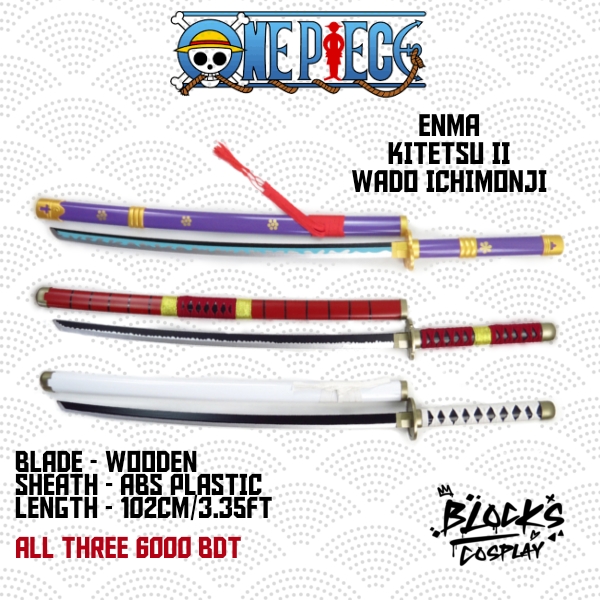 ONE PIECE
ENMA
KITETSU II
WADO ICHIMONJI
BLADE - WOODEN
SHEATH - ABS PLASTIC
LENGTH - 102CM/3.35FT
ALL THREE 6000 BDT
BLOCKS
COSPLAY